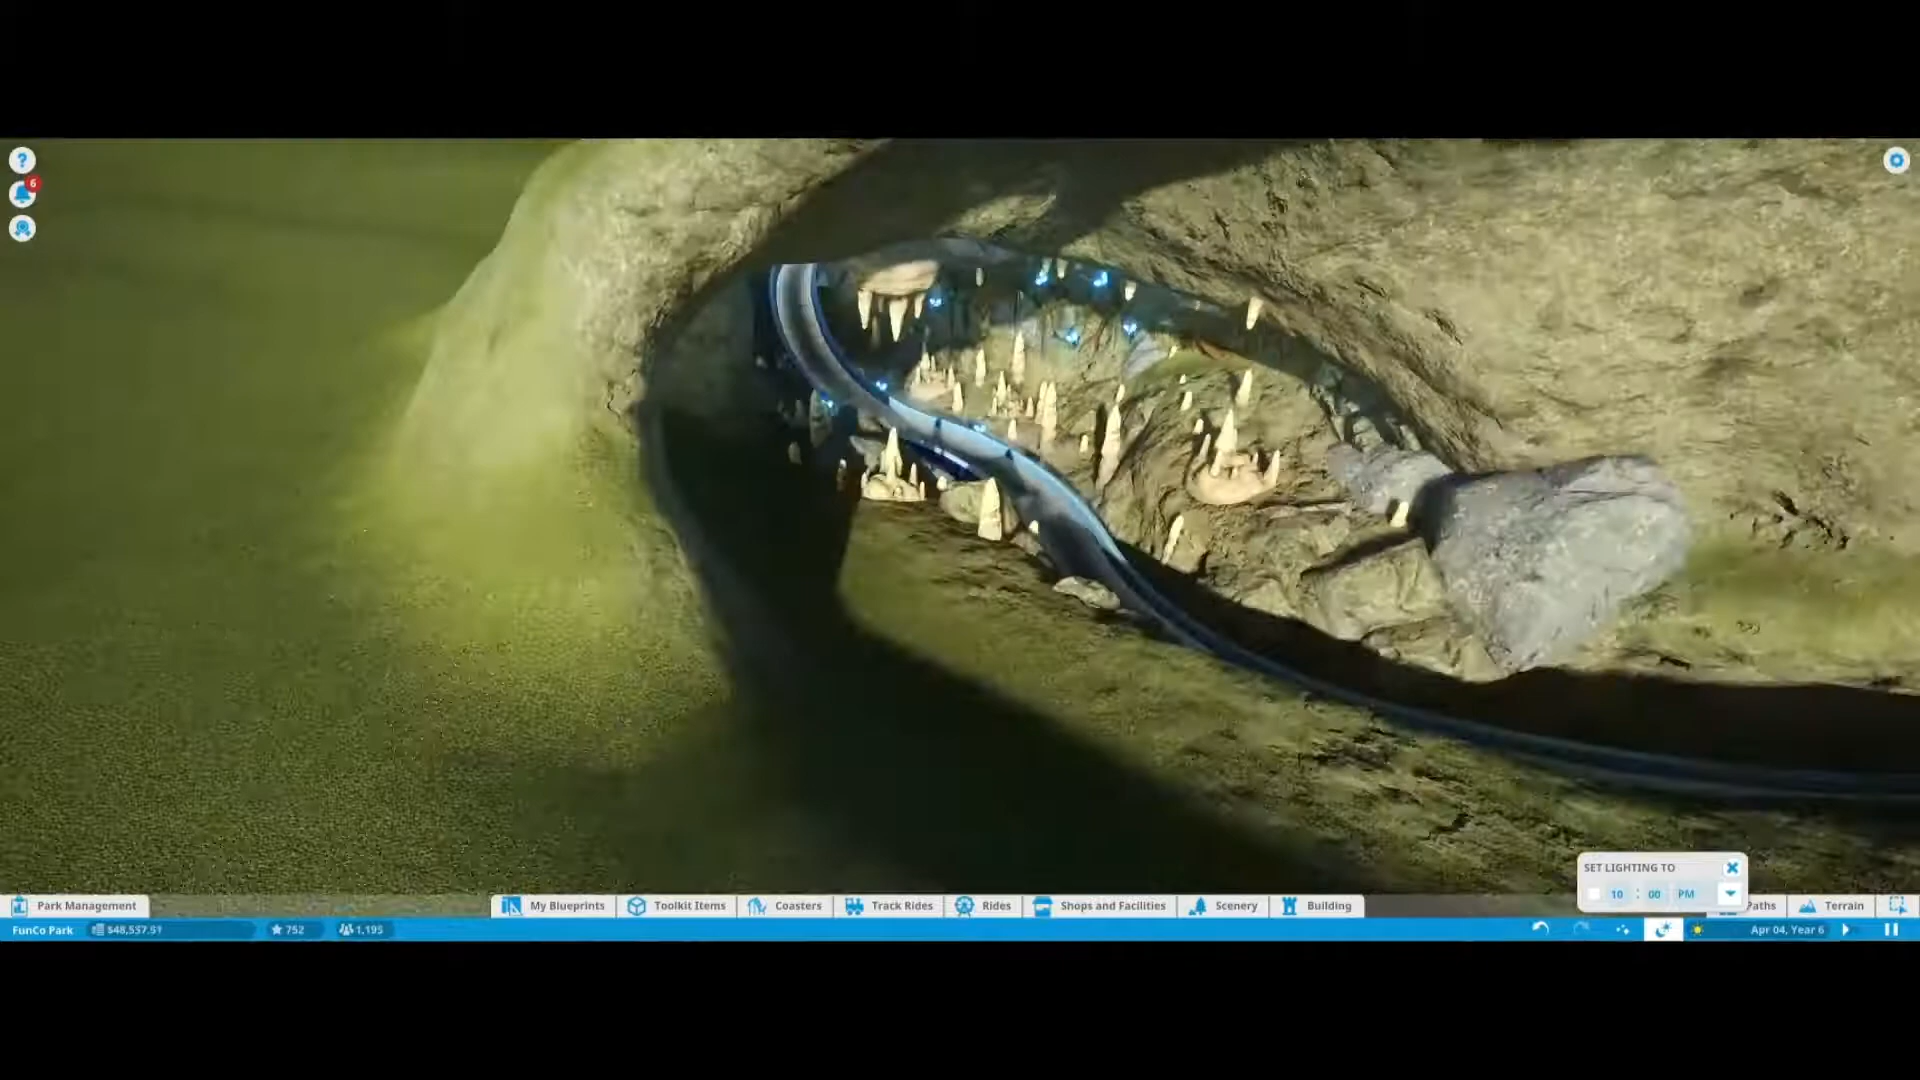 ?
6
SET LIGHTING TO
10 : 00 PM
Park Management
My Blueprints
Toolkit Items
Coasters
Track Rides
Rides
Shops and Facilities
Scenery
Building
Paths
Terrain
FunCo Park
$48,537.51
752
1,195
Apr 04, Year 6